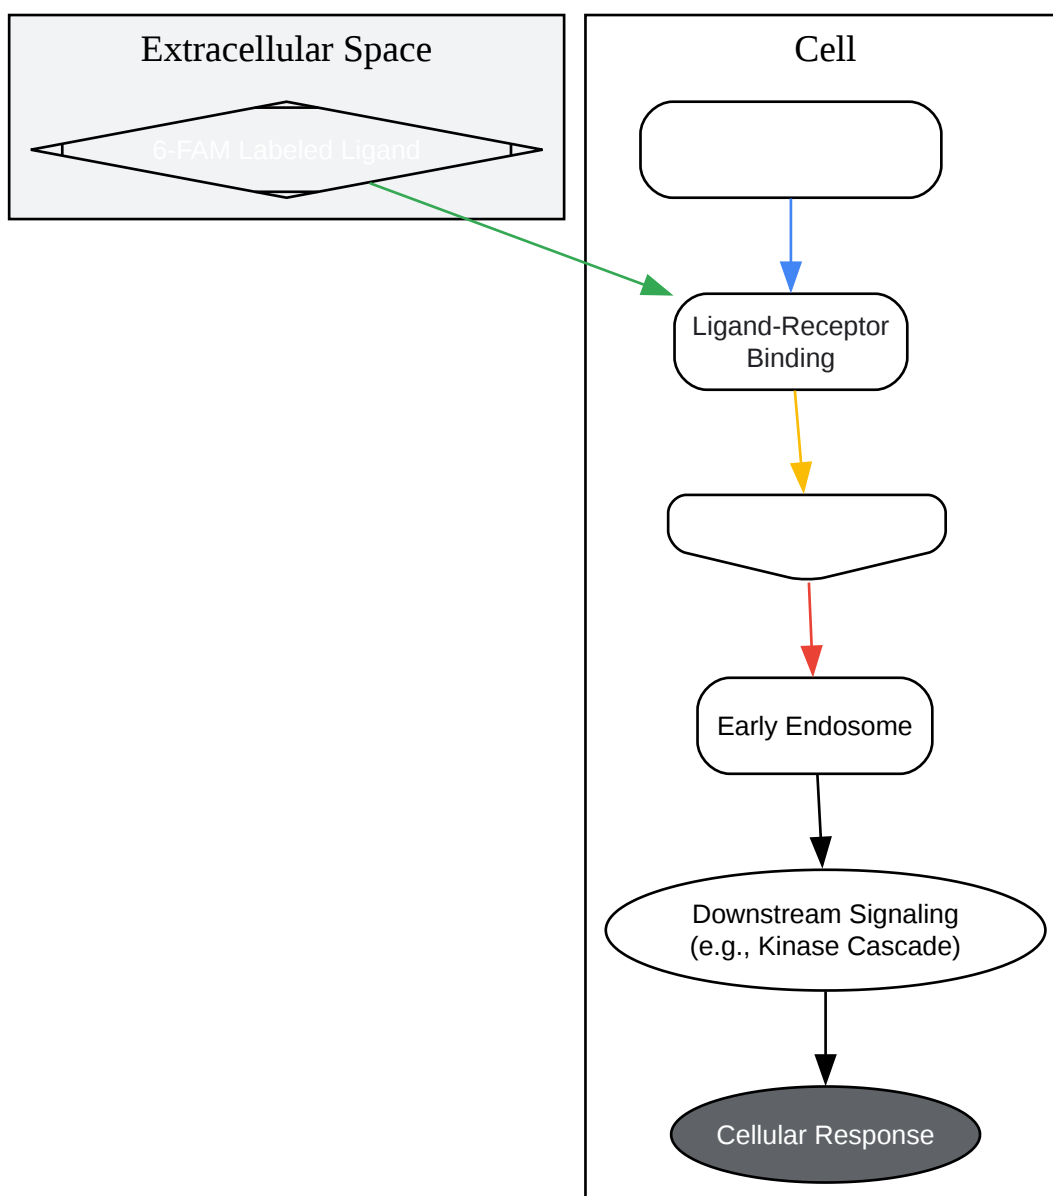 Extracellular Space
Cell
6-FAM Labeled Ligand
Ligand-Receptor
Binding
Early Endosome
Downstream Signaling
(e.g., Kinase Cascade)
Cellular Response